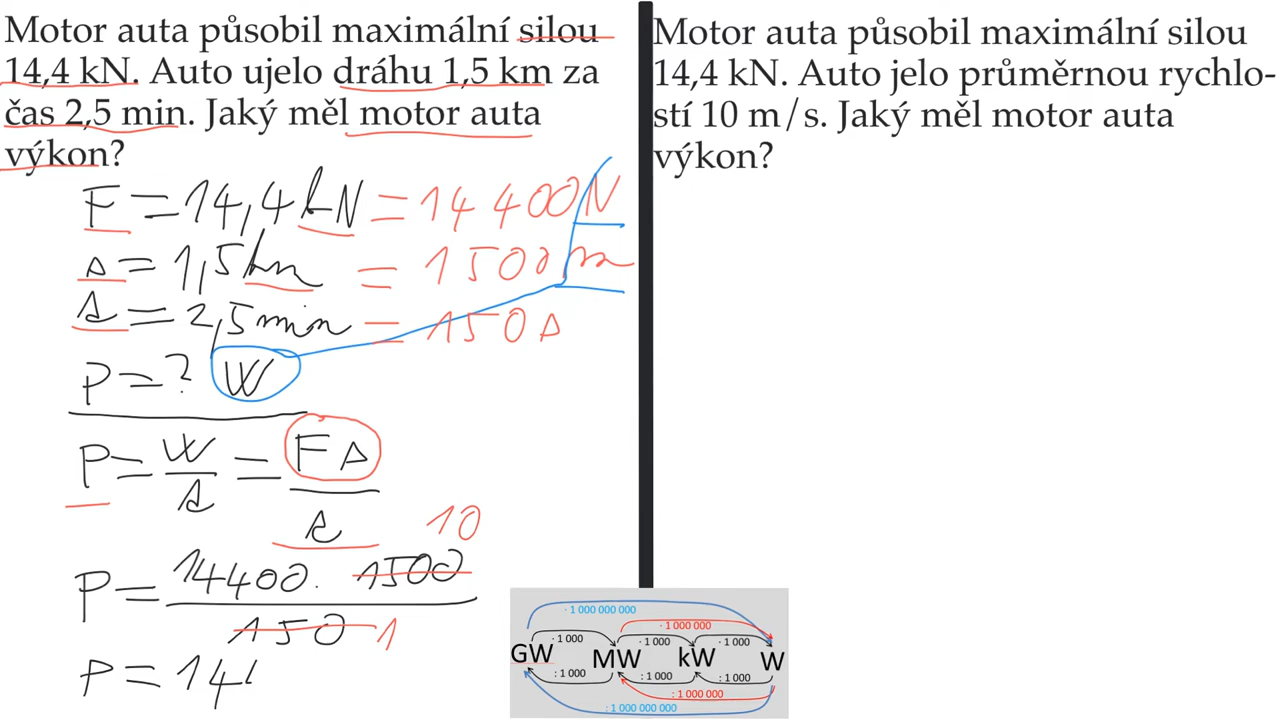 Motor auta působil maximální silou
14,4 kN. Auto ujelo dráhu 1,5 km za
čas 2,5 min. Jaký měl motor auta
výkon?
F = 14,4 kN = 14 400 N
s = 1,5 km = 1500 m
t = 2,5 min = 150 s
P = ? W
P = W = F s
t t
10
P = 14400 . 1500
150 1
P = 144
Motor auta působil maximální silou
14,4 kN. Auto jelo průměrnou rychlo-
stí 10 m/s. Jaký měl motor auta
výkon?
· 1 000 000 000
· 1 000 000
· 1 000 · 1 000 · 1 000
GW MW kW W
: 1 000 : 1 000 : 1 000
: 1 000 000
: 1 000 000 000